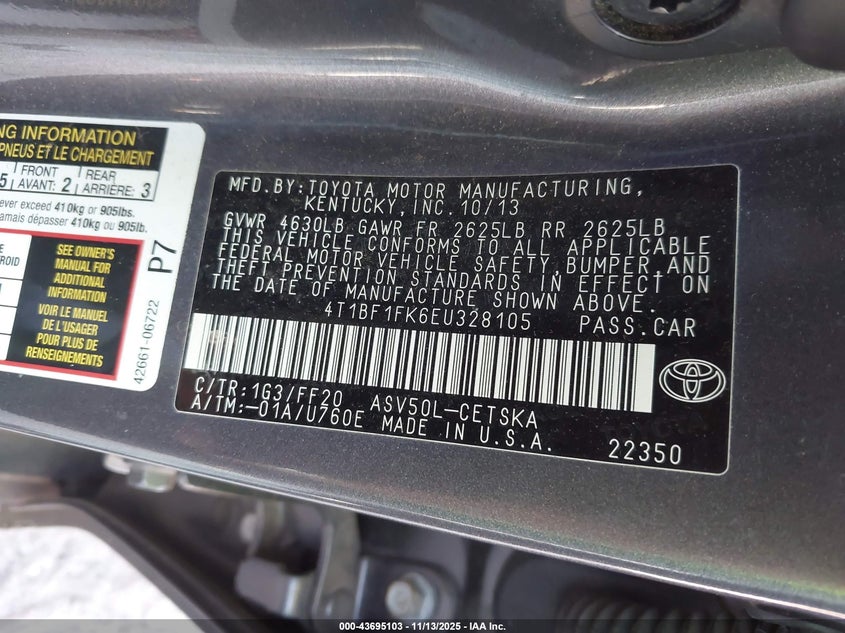 NG INFORMATION
PNEUS ET LE CHARGEMENT
5 FRONT AVANT: 2 REAR ARRIÈRE: 3
ever exceed 410kg or 905lbs.
amais dépasser 410kg ou 905lb.
SEE OWNER'S
MANUAL FOR
ADDITIONAL
INFORMATION
VOIR LE MANUEL
DE L'USAGER
POUR PLUS DE
RENSEIGNEMENTS
P7
42661-06722
MFD.BY:TOYOTA MOTOR MANUFACTURING,
KENTUCKY, INC.10/13
GVWR 4630LB GAWR FR 2625LB RR 2625LB
THIS VEHICLE CONFORMS TO ALL APPLICABLE
FEDERAL MOTOR VEHICLE SAFETY,BUMPER,AND
THEFT PREVENTION STANDARDS IN EFFECT ON
THE DATE OF MANUFACTURE SHOWN ABOVE.
4T1BF1FK6EU328105 PASS.CAR
C/TR:1G3/FF20 ASV50L-CETSKA
A/TM:-01A/U760E MADE IN U.S.A.
22350
000-43695103 - 11/13/2025 - IAA Inc.